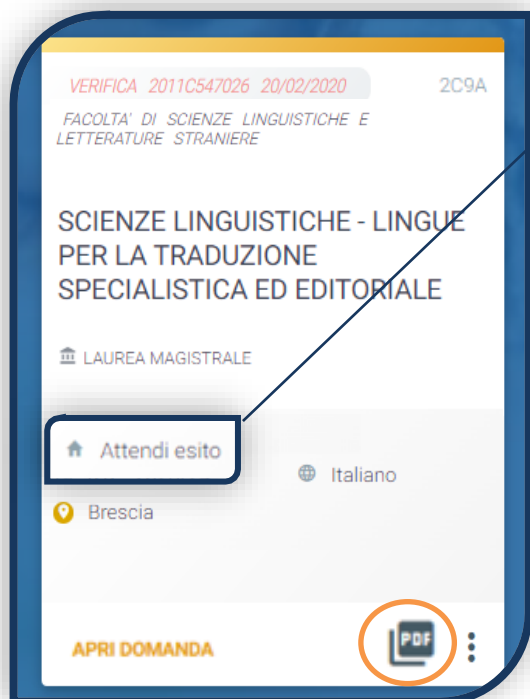 VERIFICA 2011C547026 20/02/2020
2C9A
FACOLTA' DI SCIENZE LINGUISTICHE E
LETTERATURE STRANIERE
SCIENZE LINGUISTICHE - LINGUE
PER LA TRADUZIONE
SPECIALISTICA ED EDITORIALE
LAUREA MAGISTRALE
Attendi esito
Italiano
Brescia
APRI DOMANDA
PDF